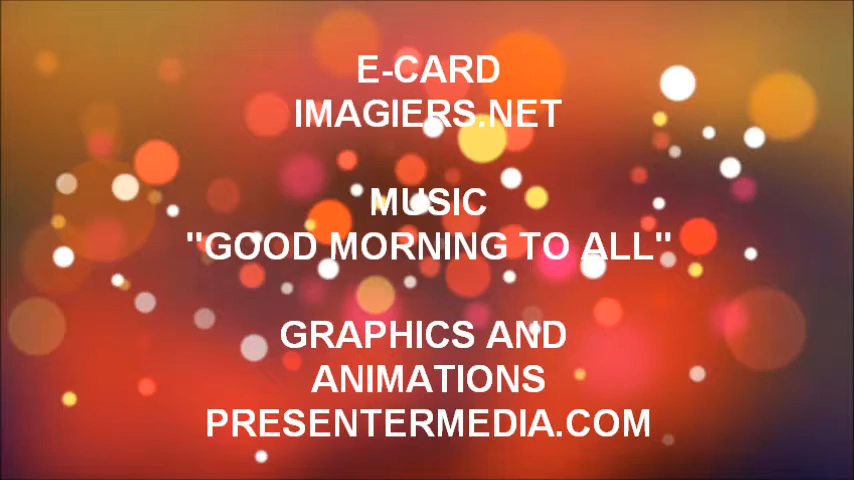 E-CARD
IMAGIERS.NET
MUSIC
"GOOD MORNING TO ALL"
GRAPHICS AND
ANIMATIONS
PRESENTERMEDIA.COM